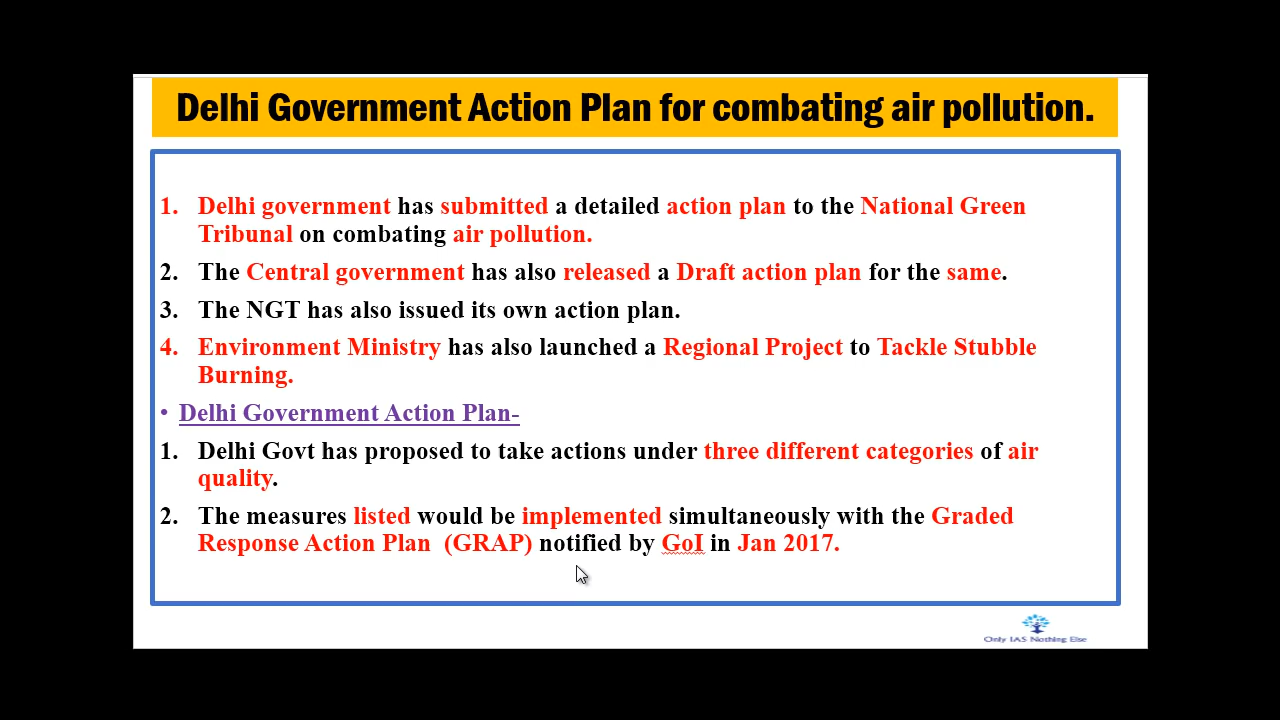 Delhi Government Action Plan for combating air pollution.
1. Delhi government has submitted a detailed action plan to the National Green
Tribunal on combating air pollution.
2. The Central government has also released a Draft action plan for the same.
3. The NGT has also issued its own action plan.
4. Environment Ministry has also launched a Regional Project to Tackle Stubble
Burning.
• Delhi Government Action Plan-
1. Delhi Govt has proposed to take actions under three different categories of air
quality.
2. The measures listed would be implemented simultaneously with the Graded
Response Action Plan (GRAP) notified by GoI in Jan 2017.
Only IAS Nothing Else